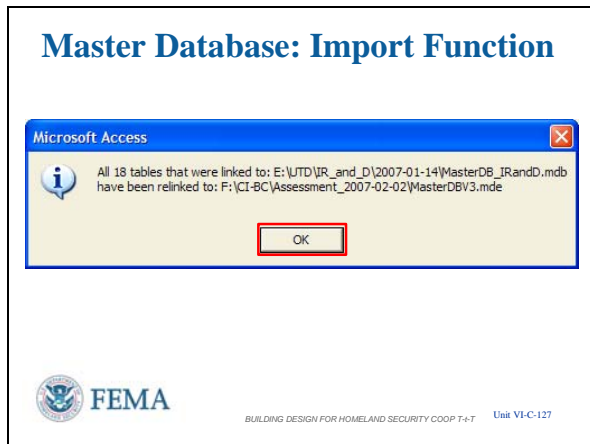 Master Database: Import Function
Microsoft Access
All 18 tables that were linked to: E:\UTD\IR_and_D\2007-01-14\MasterDB_IRandD.mdb
have been relinked to: F:\CI-BC\Assessment_2007-02-02\MasterDBV3.mde
OK
FEMA
BUILDING DESIGN FOR HOMELAND SECURITY COOP T-t-T
Unit VI-C-127